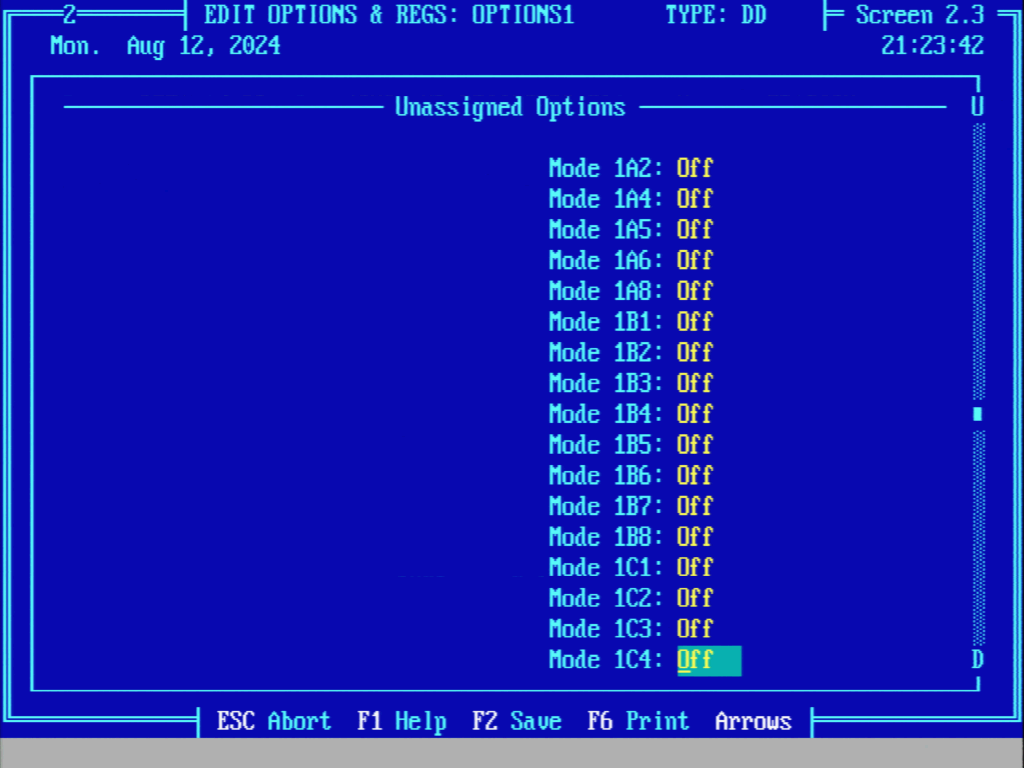 2 EDIT OPTIONS & REGS: OPTIONS1 TYPE: DD Screen 2.3
Mon. Aug 12, 2024 21:23:42
Unassigned Options U
Mode 1A2: Off
Mode 1A4: Off
Mode 1A5: Off
Mode 1A6: Off
Mode 1A8: Off
Mode 1B1: Off
Mode 1B2: Off
Mode 1B3: Off
Mode 1B4: Off
Mode 1B5: Off
Mode 1B6: Off
Mode 1B7: Off
Mode 1B8: Off
Mode 1C1: Off
Mode 1C2: Off
Mode 1C3: Off
Mode 1C4: Off D
ESC Abort F1 Help F2 Save F6 Print Arrows